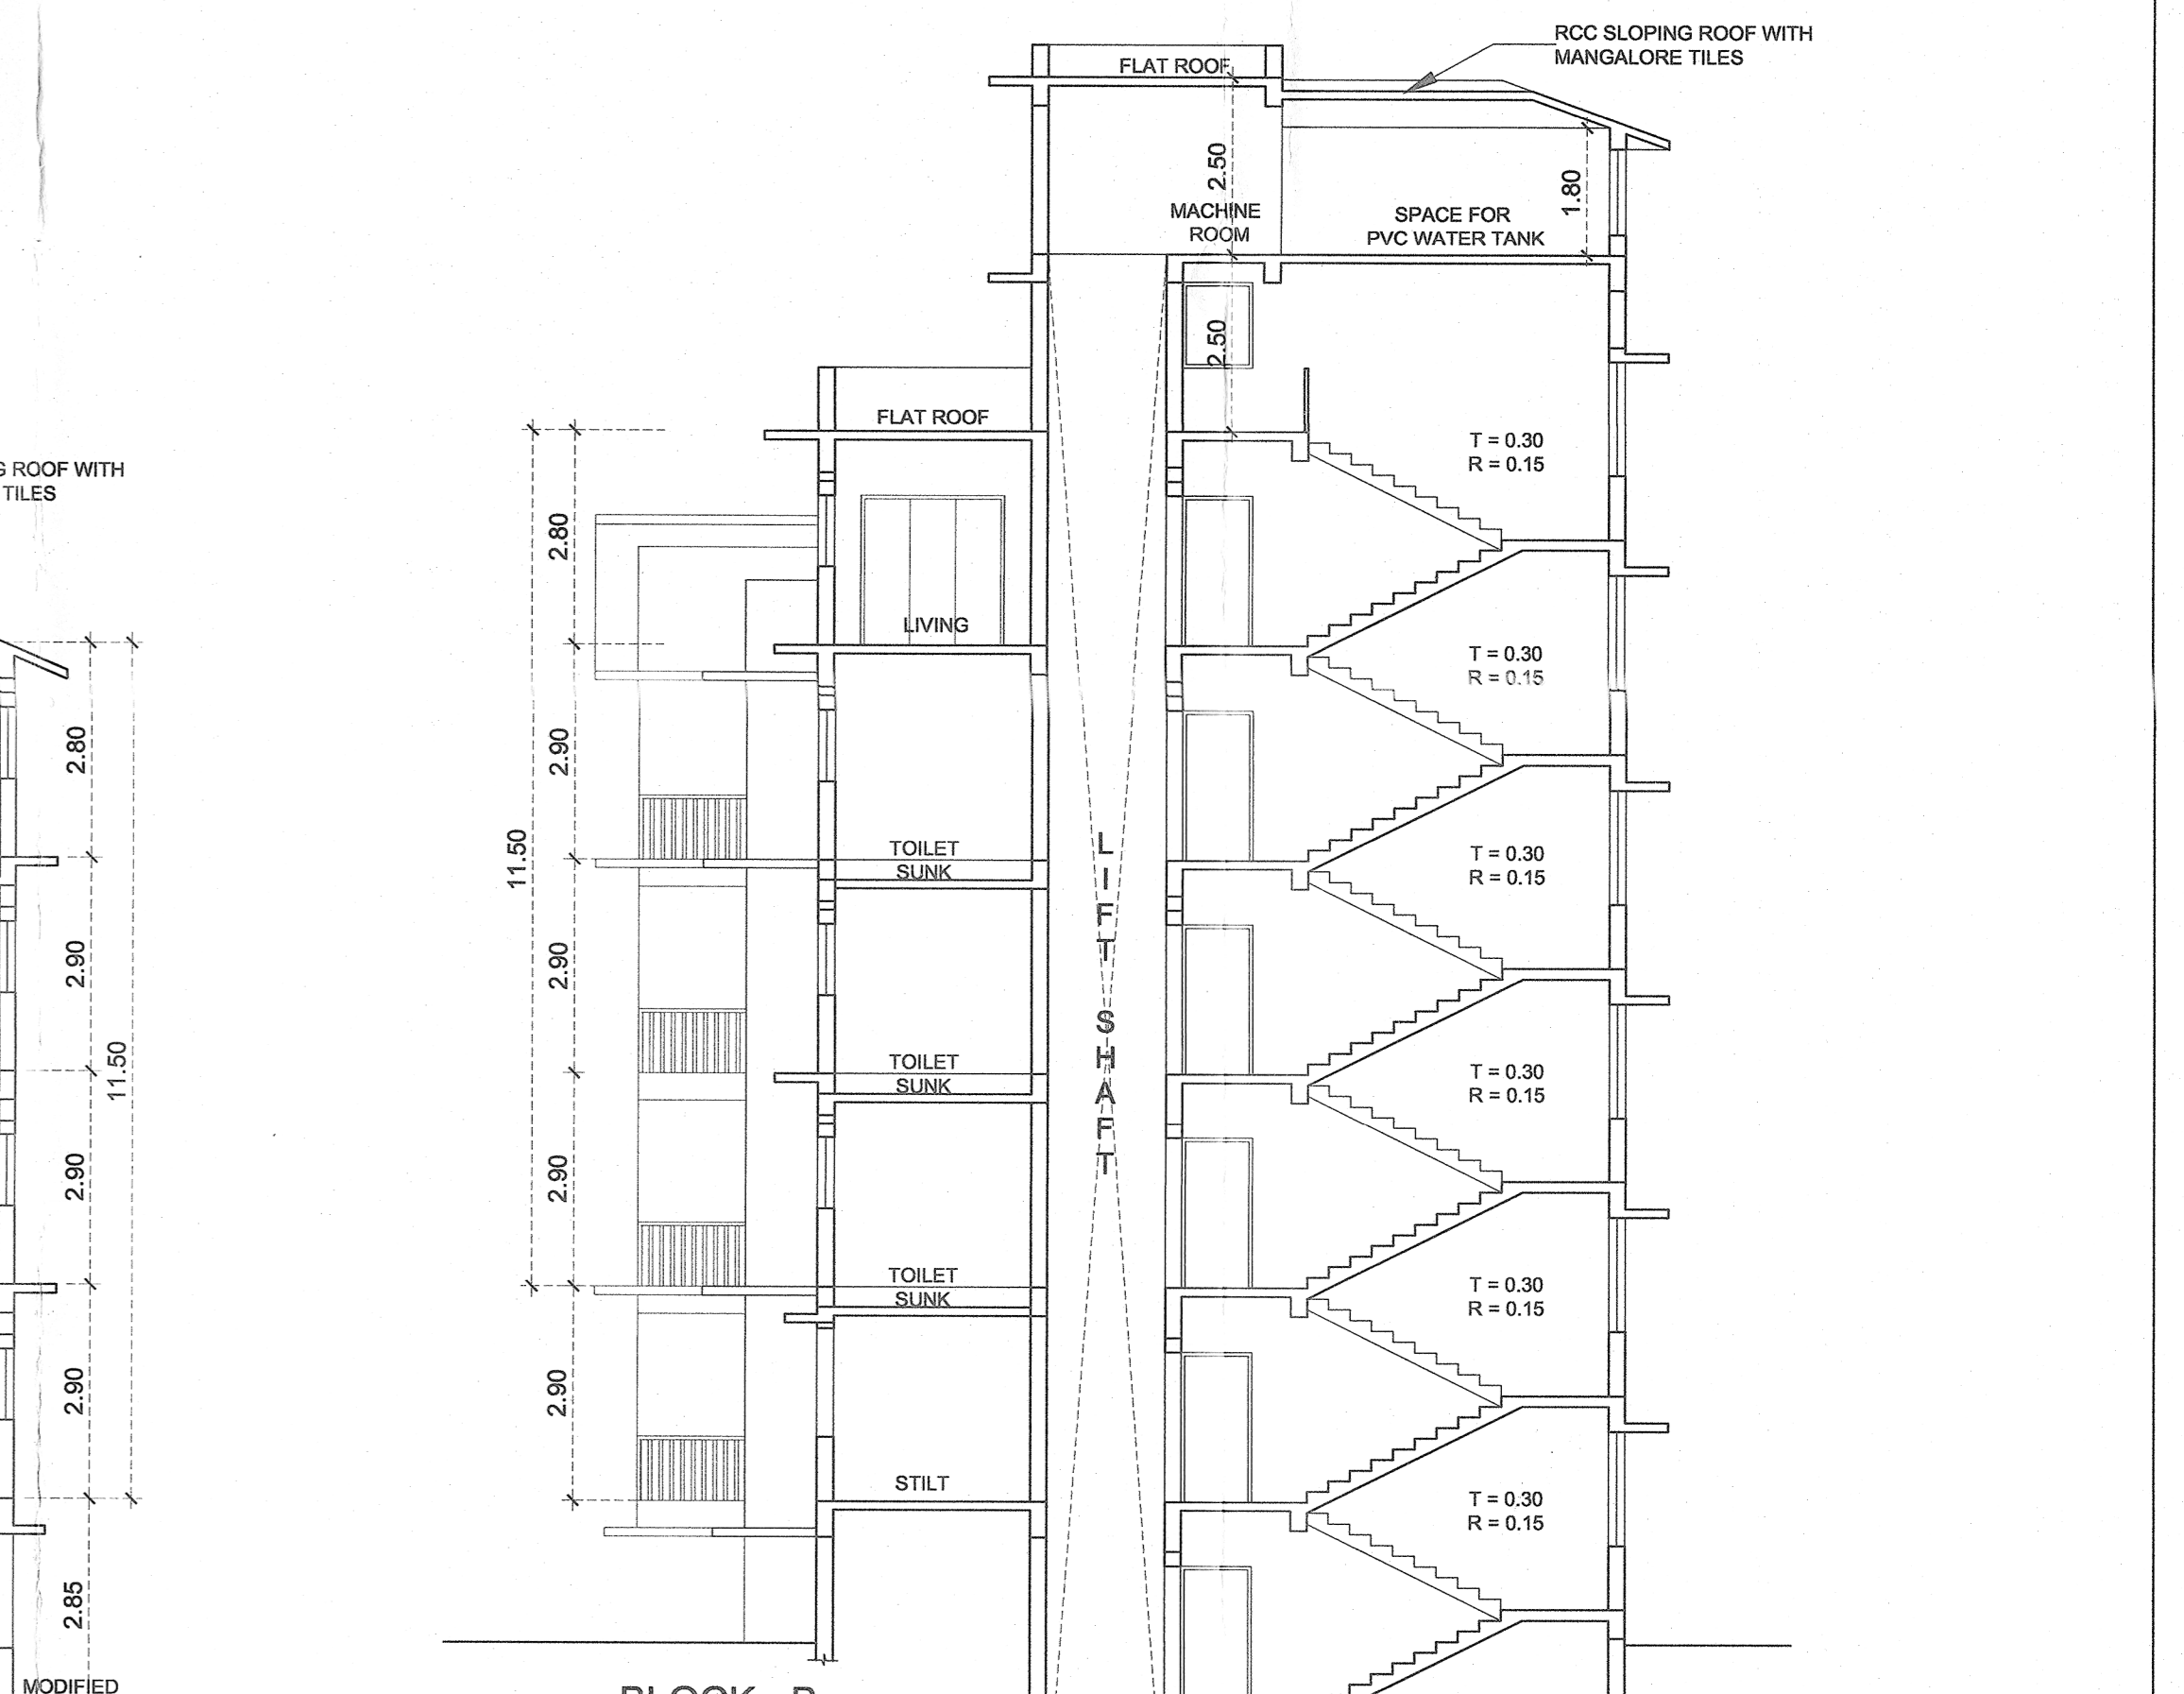 RCC SLOPING ROOF WITH
MANGALORE TILES
FLAT ROOF
2.50
1.80
MACHINE
ROOM
SPACE FOR
PVC WATER TANK
2.50
FLAT ROOF
T = 0.30
R = 0.15
ROOF WITH
TILES
2.80
LIVING
T = 0.30
R = 0.15
2.80
2.90
11.50
TOILET
SUNK
LIFT SHAFT
T = 0.30
R = 0.15
2.90
2.90
11.50
TOILET
SUNK
T = 0.30
R = 0.15
2.90
2.90
TOILET
SUNK
T = 0.30
R = 0.15
2.90
2.90
STILT
T = 0.30
R = 0.15
2.85
MODIFIED